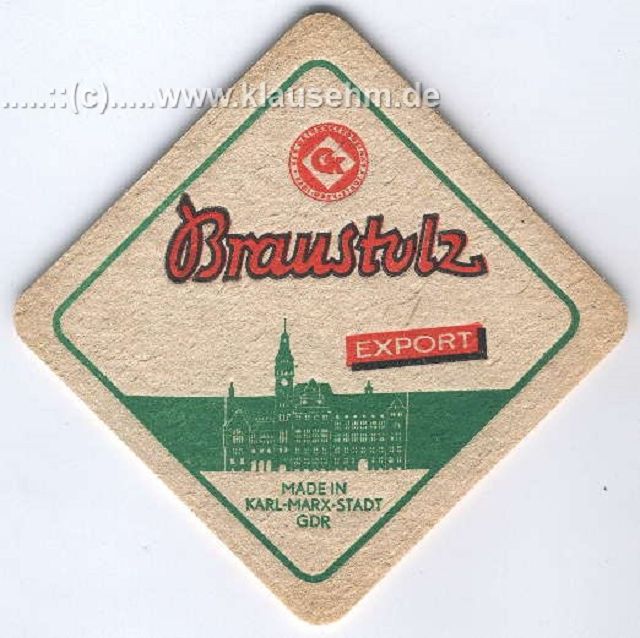 .....::(c).....www.klausehm.de
Braustolz
EXPORT
MADE IN
KARL-MARX-STADT
GDR